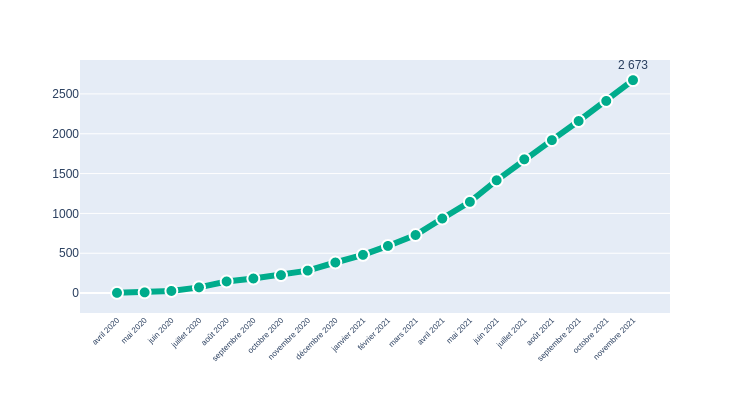 2 673
2500
2000
1500
1000
500
0
avril 2020
mai 2020
juin 2020
juillet 2020
août 2020
septembre 2020
octobre 2020
novembre 2020
décembre 2020
janvier 2021
février 2021
mars 2021
avril 2021
mai 2021
juin 2021
juillet 2021
août 2021
septembre 2021
octobre 2021
novembre 2021